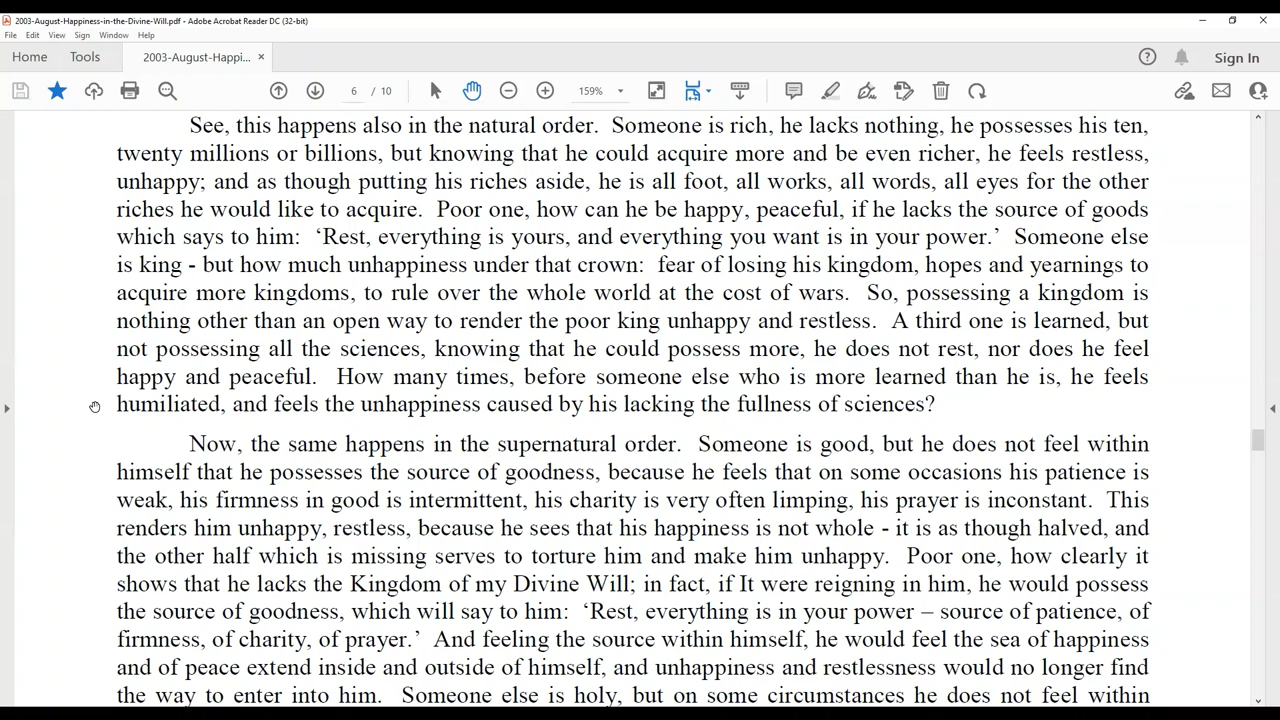 2003-August-Happiness-in-the-Divine-Will.pdf - Adobe Acrobat Reader DC (32-bit)
File Edit View Sign Window Help
Home Tools 2003-August-Happi... ×
Sign In
6 / 10
159%
See, this happens also in the natural order. Someone is rich, he lacks nothing, he possesses his ten,
twenty millions or billions, but knowing that he could acquire more and be even richer, he feels restless,
unhappy; and as though putting his riches aside, he is all foot, all works, all words, all eyes for the other
riches he would like to acquire. Poor one, how can he be happy, peaceful, if he lacks the source of goods
which says to him: ‘Rest, everything is yours, and everything you want is in your power.’ Someone else
is king - but how much unhappiness under that crown: fear of losing his kingdom, hopes and yearnings to
acquire more kingdoms, to rule over the whole world at the cost of wars. So, possessing a kingdom is
nothing other than an open way to render the poor king unhappy and restless. A third one is learned, but
not possessing all the sciences, knowing that he could possess more, he does not rest, nor does he feel
happy and peaceful. How many times, before someone else who is more learned than he is, he feels
humiliated, and feels the unhappiness caused by his lacking the fullness of sciences?
Now, the same happens in the supernatural order. Someone is good, but he does not feel within
himself that he possesses the source of goodness, because he feels that on some occasions his patience is
weak, his firmness in good is intermittent, his charity is very often limping, his prayer is inconstant. This
renders him unhappy, restless, because he sees that his happiness is not whole - it is as though halved, and
the other half which is missing serves to torture him and make him unhappy. Poor one, how clearly it
shows that he lacks the Kingdom of my Divine Will; in fact, if It were reigning in him, he would possess
the source of goodness, which will say to him: ‘Rest, everything is in your power – source of patience, of
firmness, of charity, of prayer.’ And feeling the source within himself, he would feel the sea of happiness
and of peace extend inside and outside of himself, and unhappiness and restlessness would no longer find
the way to enter into him. Someone else is holy, but on some circumstances he does not feel within